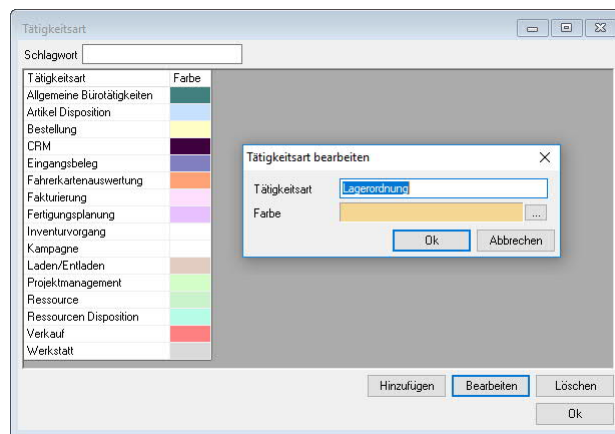 Tätigkeitsart
Schlagwort
Tätigkeitsart Farbe
Allgemeine Bürotätigkeiten
Artikel Disposition
Bestellung
CRM
Eingangsbeleg
Fahrerkartenauswertung
Fakturierung
Fertigungsplanung
Inventurvorgang
Kampagne
Laden/Entladen
Projektmanagement
Ressource
Ressourcen Disposition
Verkauf
Werkstatt
Tätigkeitsart bearbeiten
Tätigkeitsart Lagerordnung
Farbe ...
Ok Abbrechen
Hinzufügen Bearbeiten Löschen
Ok